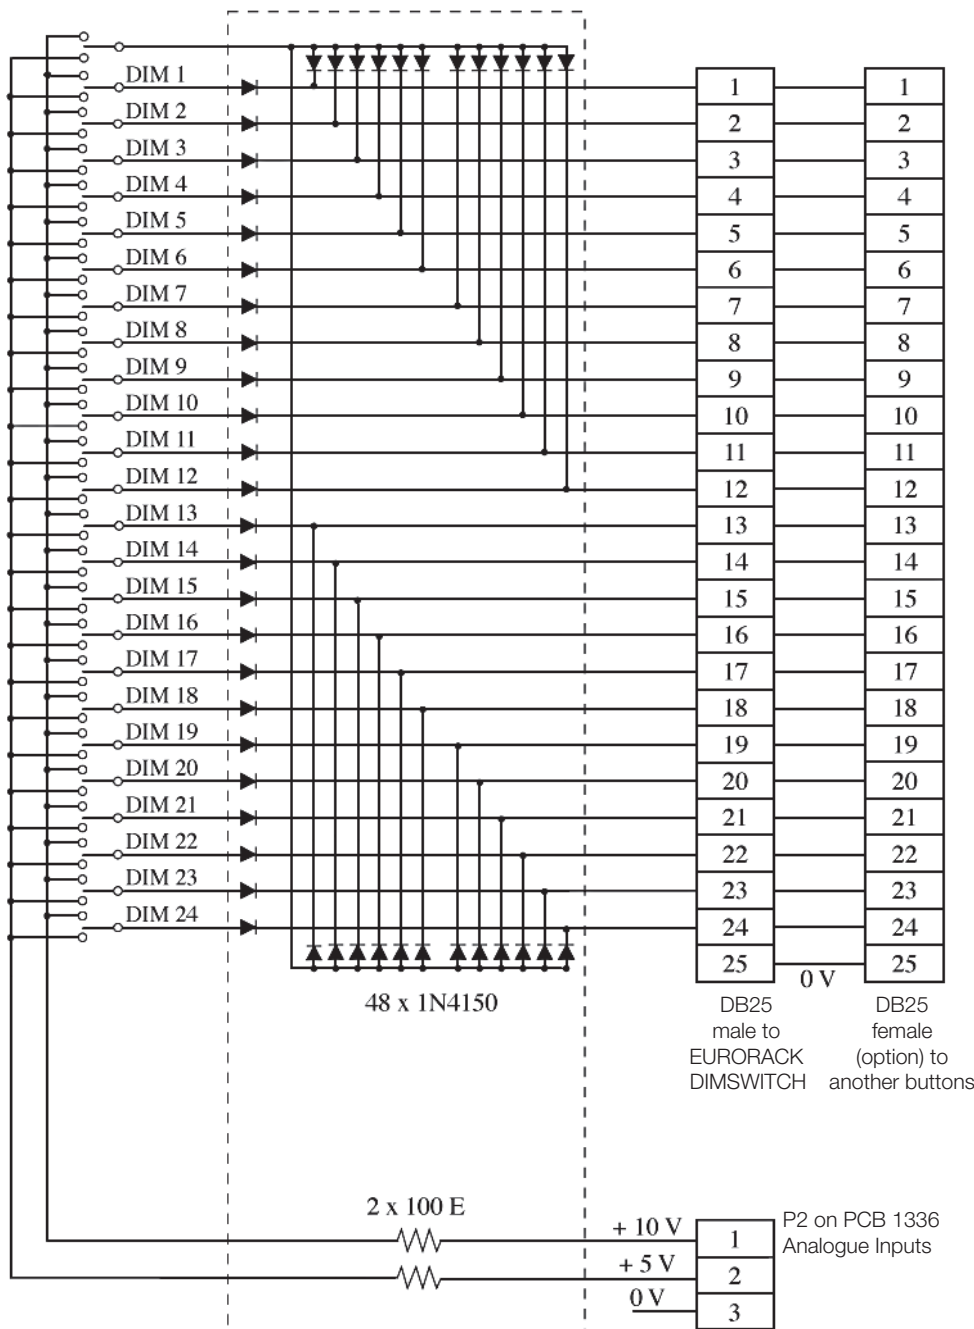 DIM 1
1 1
DIM 2
2 2
DIM 3
3 3
DIM 4
4 4
DIM 5
5 5
DIM 6
6 6
DIM 7
7 7
DIM 8
8 8
DIM 9
9 9
DIM 10
10 10
DIM 11
11 11
DIM 12
12 12
DIM 13
13 13
DIM 14
14 14
DIM 15
15 15
DIM 16
16 16
DIM 17
17 17
DIM 18
18 18
DIM 19
19 19
DIM 20
20 20
DIM 21
21 21
DIM 22
22 22
DIM 23
23 23
DIM 24
24 24
25 0 V 25
48 x 1N4150
DB25
male to
EURORACK
DIMSWITCH
DB25
female
(option) to
another buttons
2 x 100 E
+ 10 V 1
+ 5 V 2
0 V 3
P2 on PCB 1336
Analogue Inputs